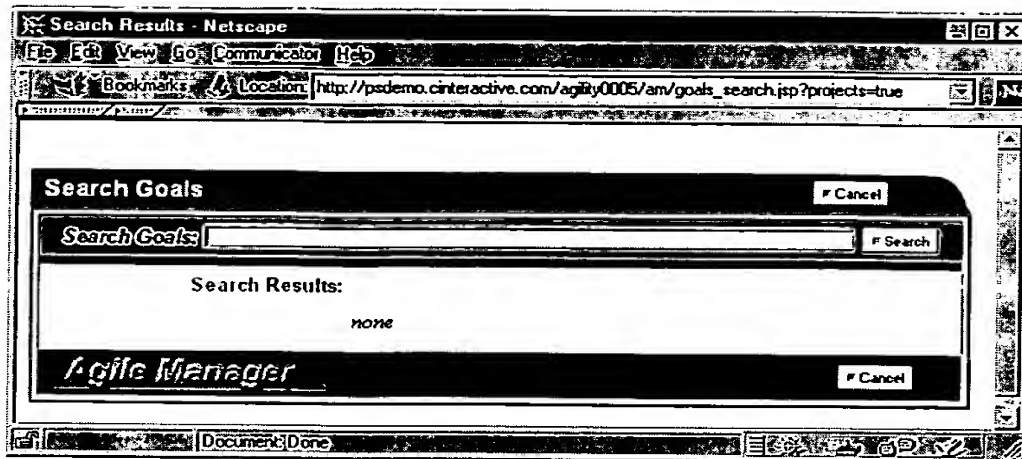 Search Results - Netscape
File Edit View Go Communicator Help
Bookmarks Location: http://psdemo.cinteractive.com/agility0005/am/goals_search.jsp?projects=true
Search Goals Cancel
Search Goals: Search
Search Results:
none
Agile Manager Cancel
Document: Done